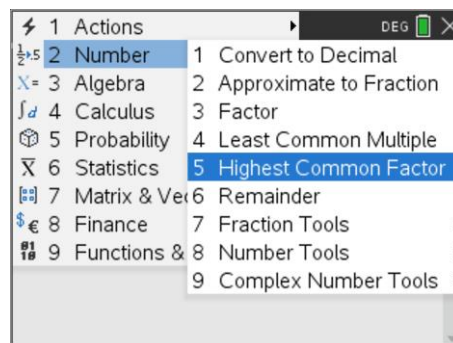 1 Actions
DEG
2 Number
1 Convert to Decimal
3 Algebra
2 Approximate to Fraction
4 Calculus
3 Factor
5 Probability
4 Least Common Multiple
6 Statistics
5 Highest Common Factor
7 Matrix & Vec
6 Remainder
8 Finance
7 Fraction Tools
9 Functions &
8 Number Tools
9 Complex Number Tools